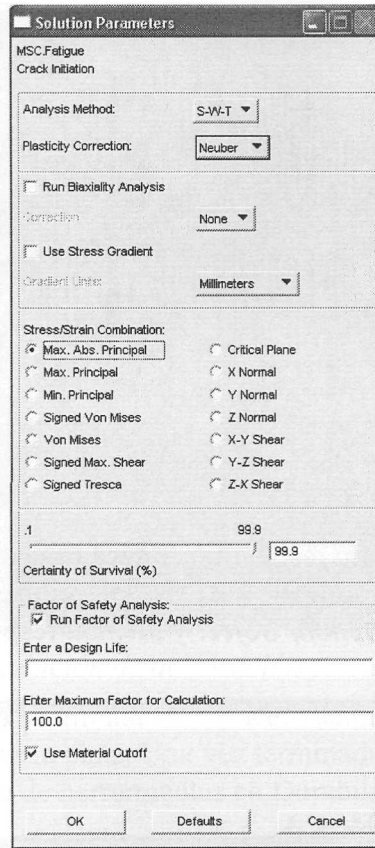 Solution Parameters
MSC.Fatigue
Crack Initiation
Analysis Method: S-W-T
Plasticity Correction: Neuber
Run Biaxiality Analysis
Correction None
Use Stress Gradient
Gradient Units: Millimeters
Stress/Strain Combination:
Max. Abs. Principal Critical Plane
Max. Principal X Normal
Min. Principal Y Normal
Signed Von Mises Z Normal
Von Mises X-Y Shear
Signed Max. Shear Y-Z Shear
Signed Tresca Z-X Shear
.1 99.9
99.9
Certainty of Survival (%)
Factor of Safety Analysis:
Run Factor of Safety Analysis
Enter a Design Life:
Enter Maximum Factor for Calculation:
100.0
Use Material Cutoff
OK Defaults Cancel